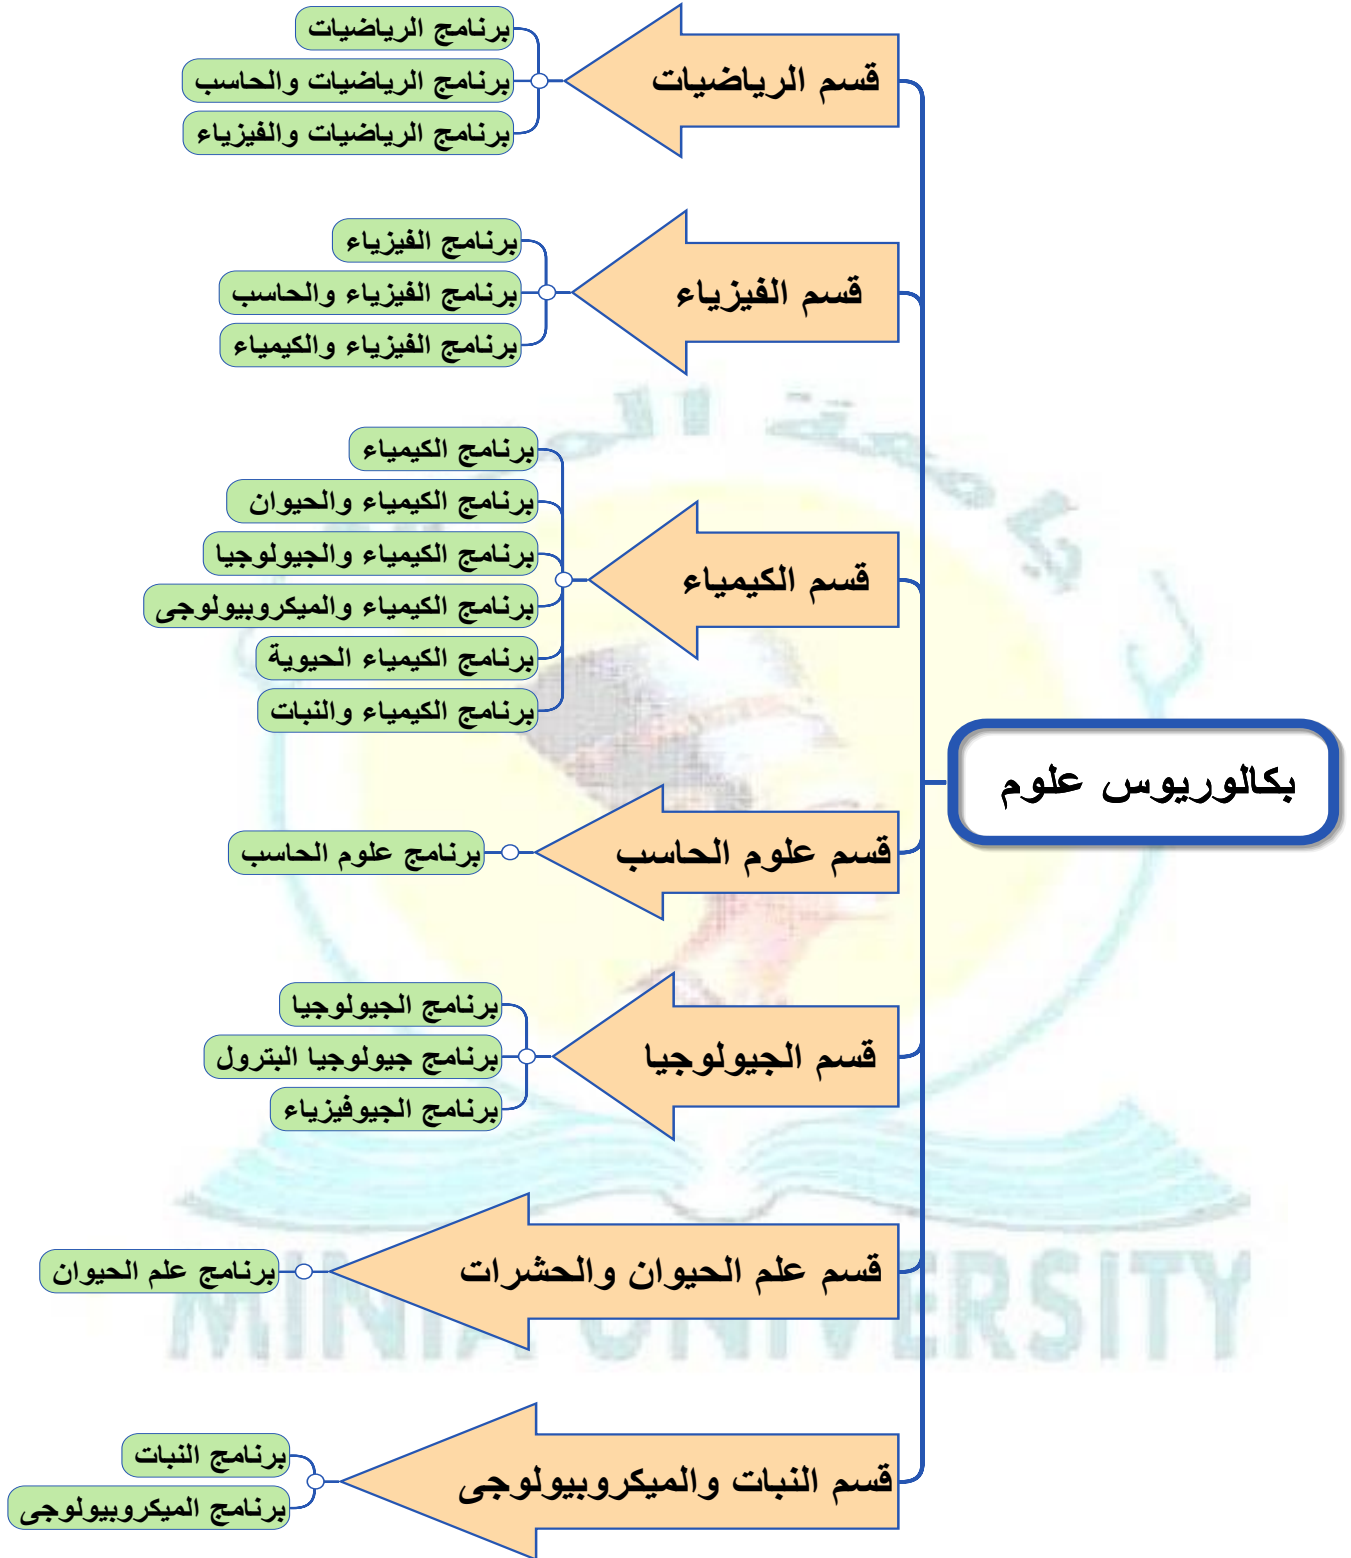 بكالوريوس علوم
قسم الرياضيات
برنامج الرياضيات
برنامج الرياضيات والحاسب
برنامج الرياضيات والفيزياء
قسم الفيزياء
برنامج الفيزياء
برنامج الفيزياء والحاسب
برنامج الفيزياء والكيمياء
قسم الكيمياء
برنامج الكيمياء
برنامج الكيمياء والحيوان
برنامج الكيمياء والجيولوجيا
برنامج الكيمياء والميكروبيولوجى
برنامج الكيمياء الحيوية
برنامج الكيمياء والنبات
قسم علوم الحاسب
برنامج علوم الحاسب
قسم الجيولوجيا
برنامج الجيولوجيا
برنامج جيولوجيا البترول
برنامج الجيوفيزياء
قسم علم الحيوان والحشرات
برنامج علم الحيوان
قسم النبات والميكروبيولوجى
برنامج النبات
برنامج الميكروبيولوجى
MINIA UNIVERSITY